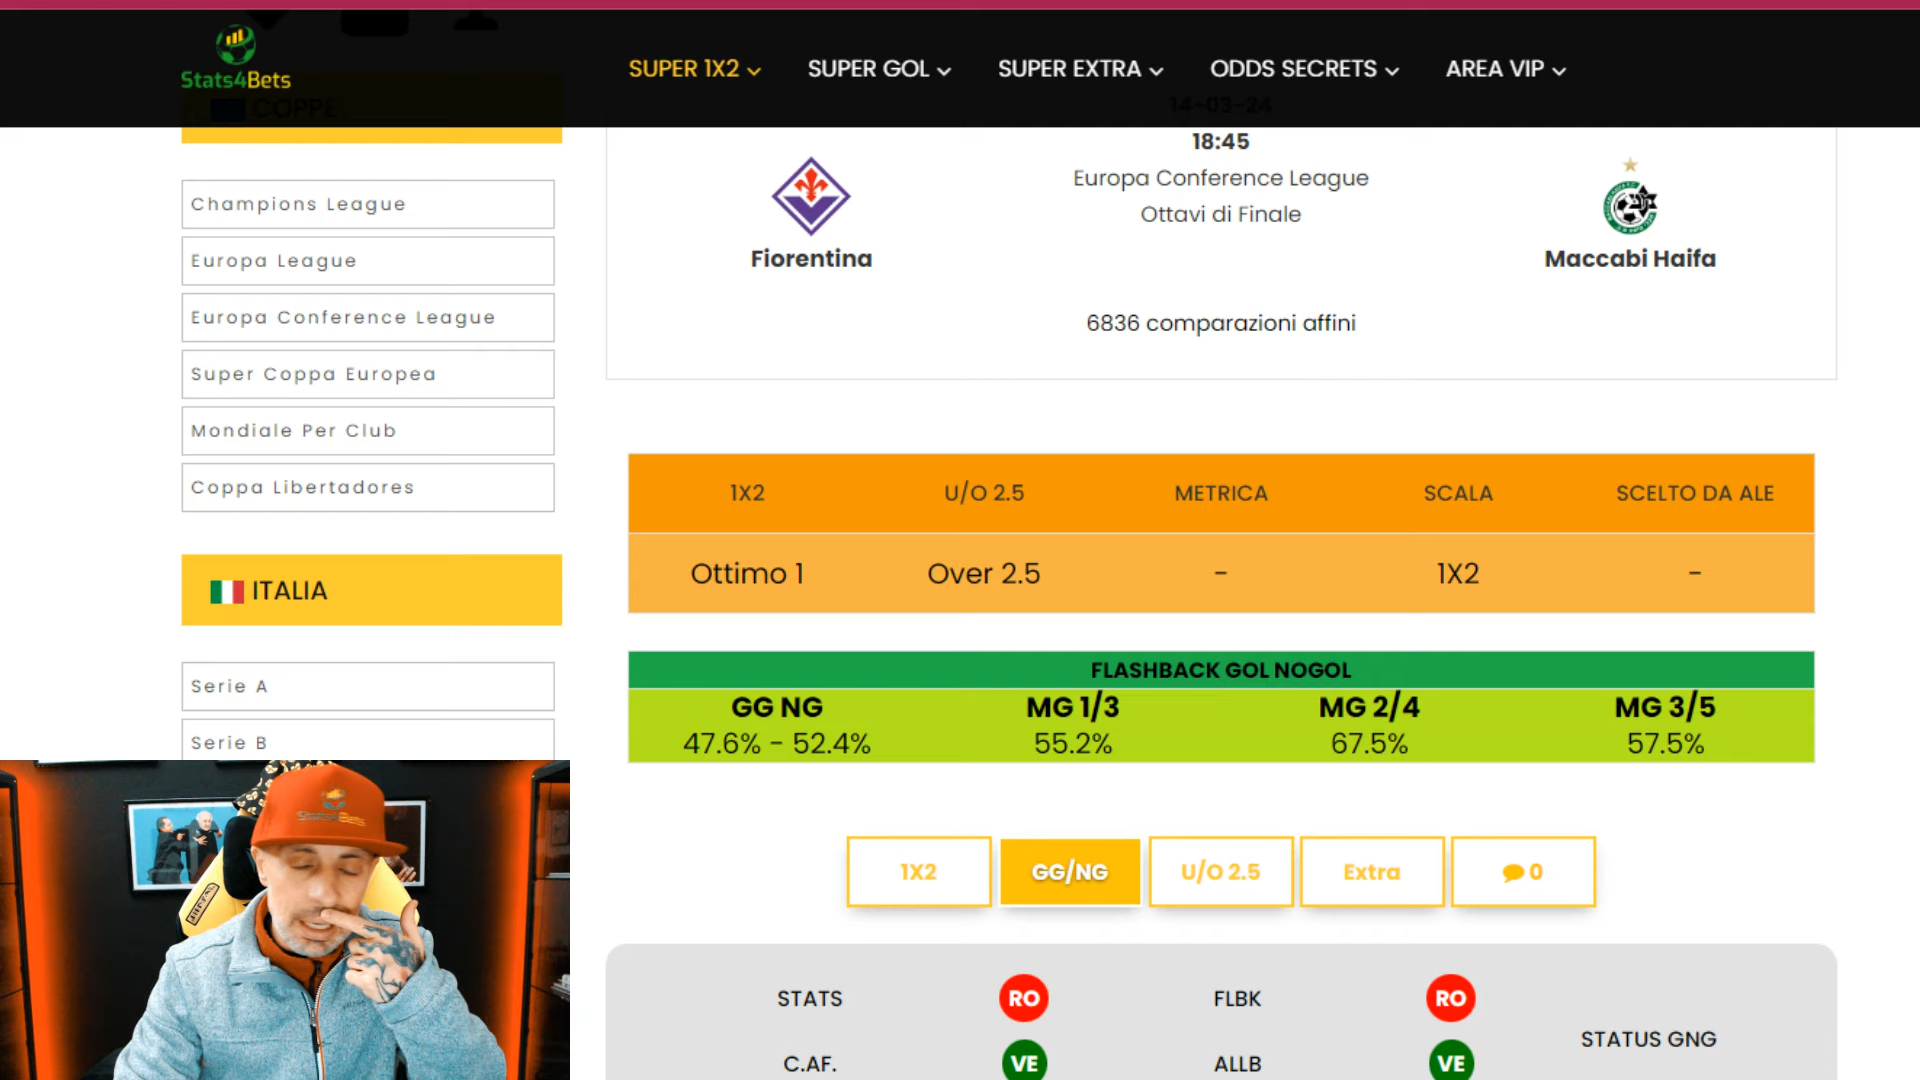 Stats4Bets
SUPER 1X2
SUPER GOL
SUPER EXTRA
ODDS SECRETS
AREA VIP
COPPE
14-03-24
18:45
Europa Conference League
Ottavi di Finale
Fiorentina
Maccabi Haifa
6836 comparazioni affini
Champions League
Europa League
Europa Conference League
Super Coppa Europea
Mondiale Per Club
Coppa Libertadores
ITALIA
Serie A
Serie B
1X2 U/O 2.5 METRICA SCALA SCELTO DA ALE
Ottimo 1 Over 2.5 - 1X2 -
FLASHBACK GOL NOGOL
GG NG MG 1/3 MG 2/4 MG 3/5
47.6% - 52.4% 55.2% 67.5% 57.5%
1X2
GG/NG
U/O 2.5
Extra
0
STATS RO FLBK RO
STATUS GNG
C.AF. VE ALLB VE
Stats4Bets